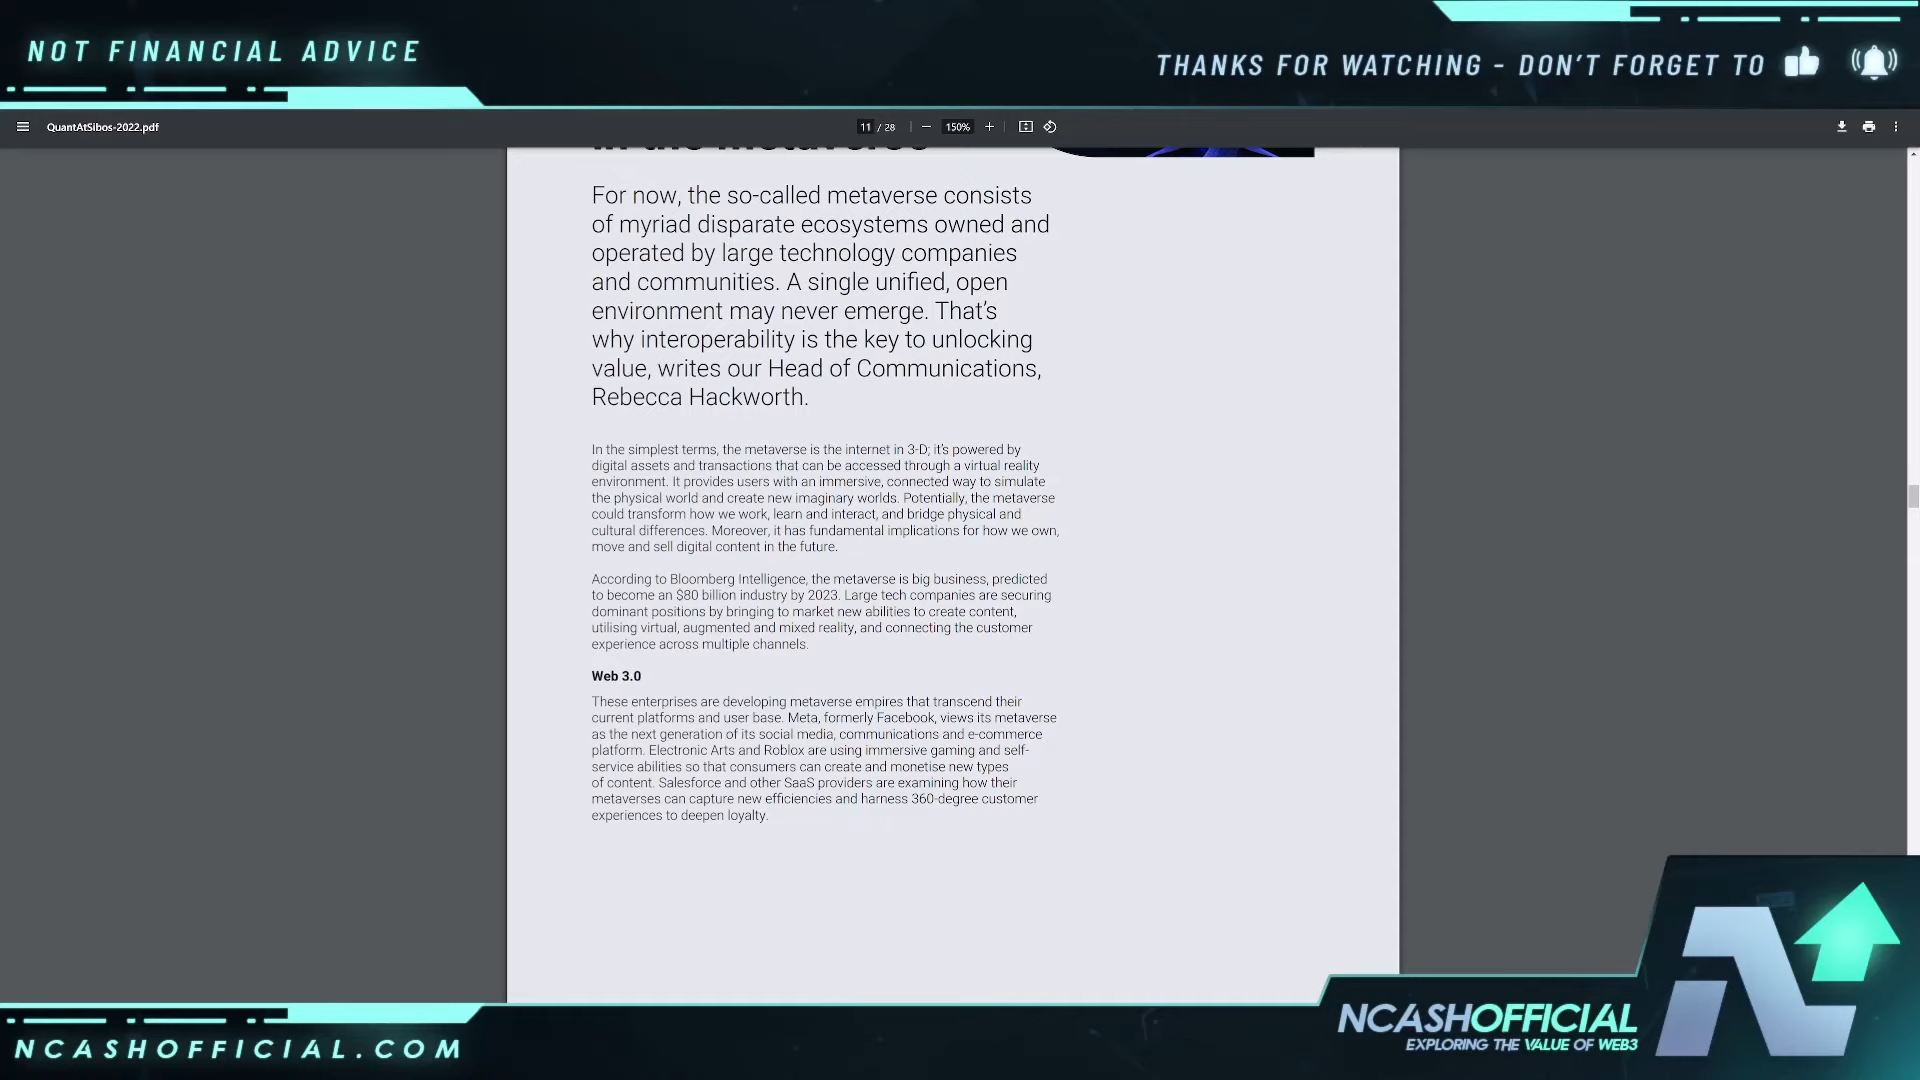 NOT FINANCIAL ADVICE
THANKS FOR WATCHING - DON'T FORGET TO
QuantAtSibos-2022.pdf
11 / 28
150%
in the metaverse
For now, the so-called metaverse consists
of myriad disparate ecosystems owned and
operated by large technology companies
and communities. A single unified, open
environment may never emerge. That's
why interoperability is the key to unlocking
value, writes our Head of Communications,
Rebecca Hackworth.
In the simplest terms, the metaverse is the internet in 3-D; it's powered by
digital assets and transactions that can be accessed through a virtual reality
environment. It provides users with an immersive, connected way to simulate
the physical world and create new imaginary worlds. Potentially, the metaverse
could transform how we work, learn and interact, and bridge physical and
cultural differences. Moreover, it has fundamental implications for how we own,
move and sell digital content in the future.
According to Bloomberg Intelligence, the metaverse is big business, predicted
to become an $80 billion industry by 2023. Large tech companies are securing
dominant positions by bringing to market new abilities to create content,
utilising virtual, augmented and mixed reality, and connecting the customer
experience across multiple channels.
Web 3.0
These enterprises are developing metaverse empires that transcend their
current platforms and user base. Meta, formerly Facebook, views its metaverse
as the next generation of its social media, communications and e-commerce
platform. Electronic Arts and Roblox are using immersive gaming and self-
service abilities so that consumers can create and monetise new types
of content. Salesforce and other SaaS providers are examining how their
metaverses can capture new efficiencies and harness 360-degree customer
experiences to deepen loyalty.
NCASHOFFICIAL.COM
NCASHOFFICIAL
EXPLORING THE VALUE OF WEB3